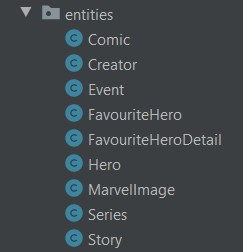 entities
Comic
Creator
Event
FavouriteHero
FavouriteHeroDetail
Hero
MarvelImage
Series
Story